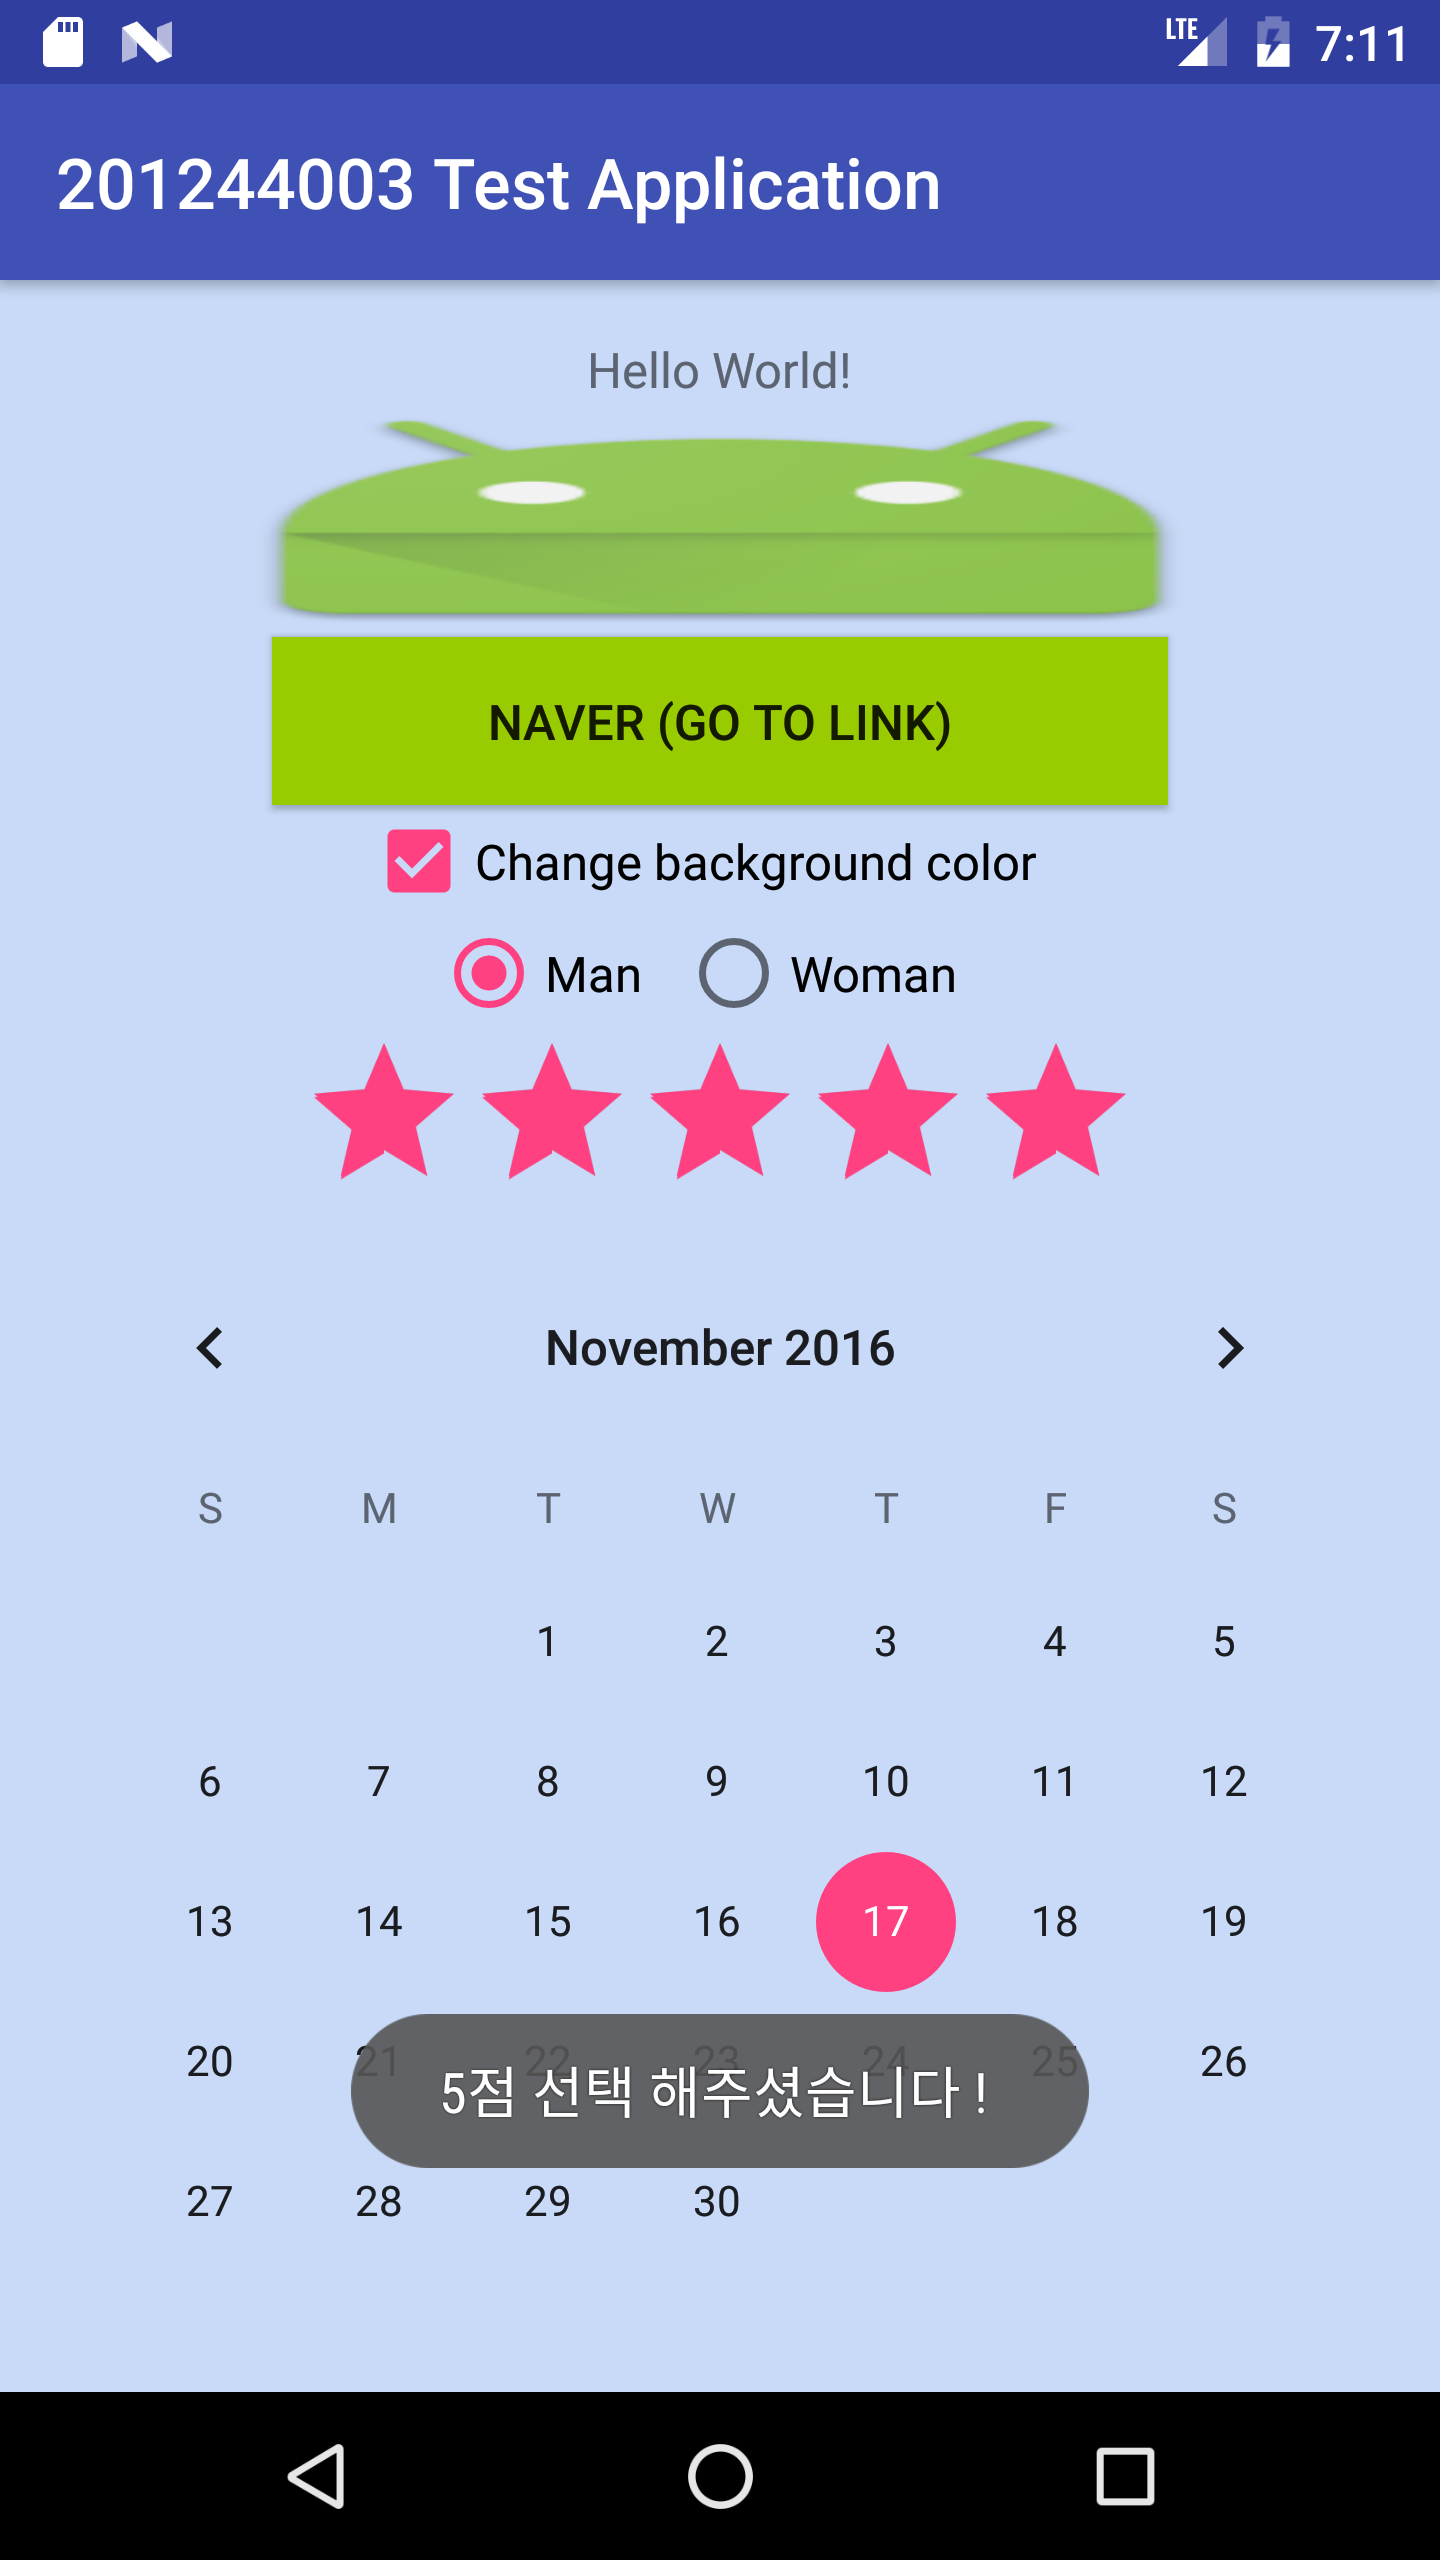 LTE 7:11
201244003 Test Application
Hello World!
NAVER (GO TO LINK)
Change background color
Man Woman
November 2016
S M T W T F S
1 2 3 4 5
6 7 8 9 10 11 12
13 14 15 16 17 18 19
20 21 22 23 24 25 26
5점 선택 해주셨습니다 !
27 28 29 30